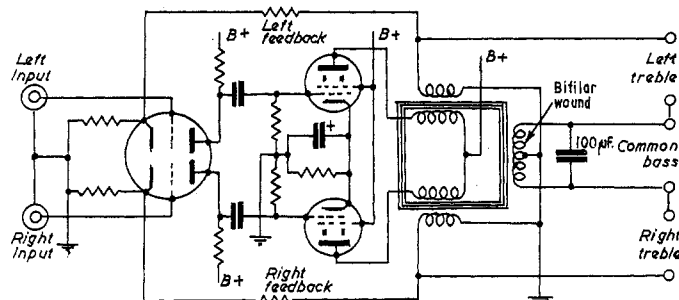 Left
Input
Left
feedback
B+
B+
B+
Left
treble
Bifilar
wound
+
100µF.
Common
bass
Right
Input
B+
Right
feedback
Right
treble